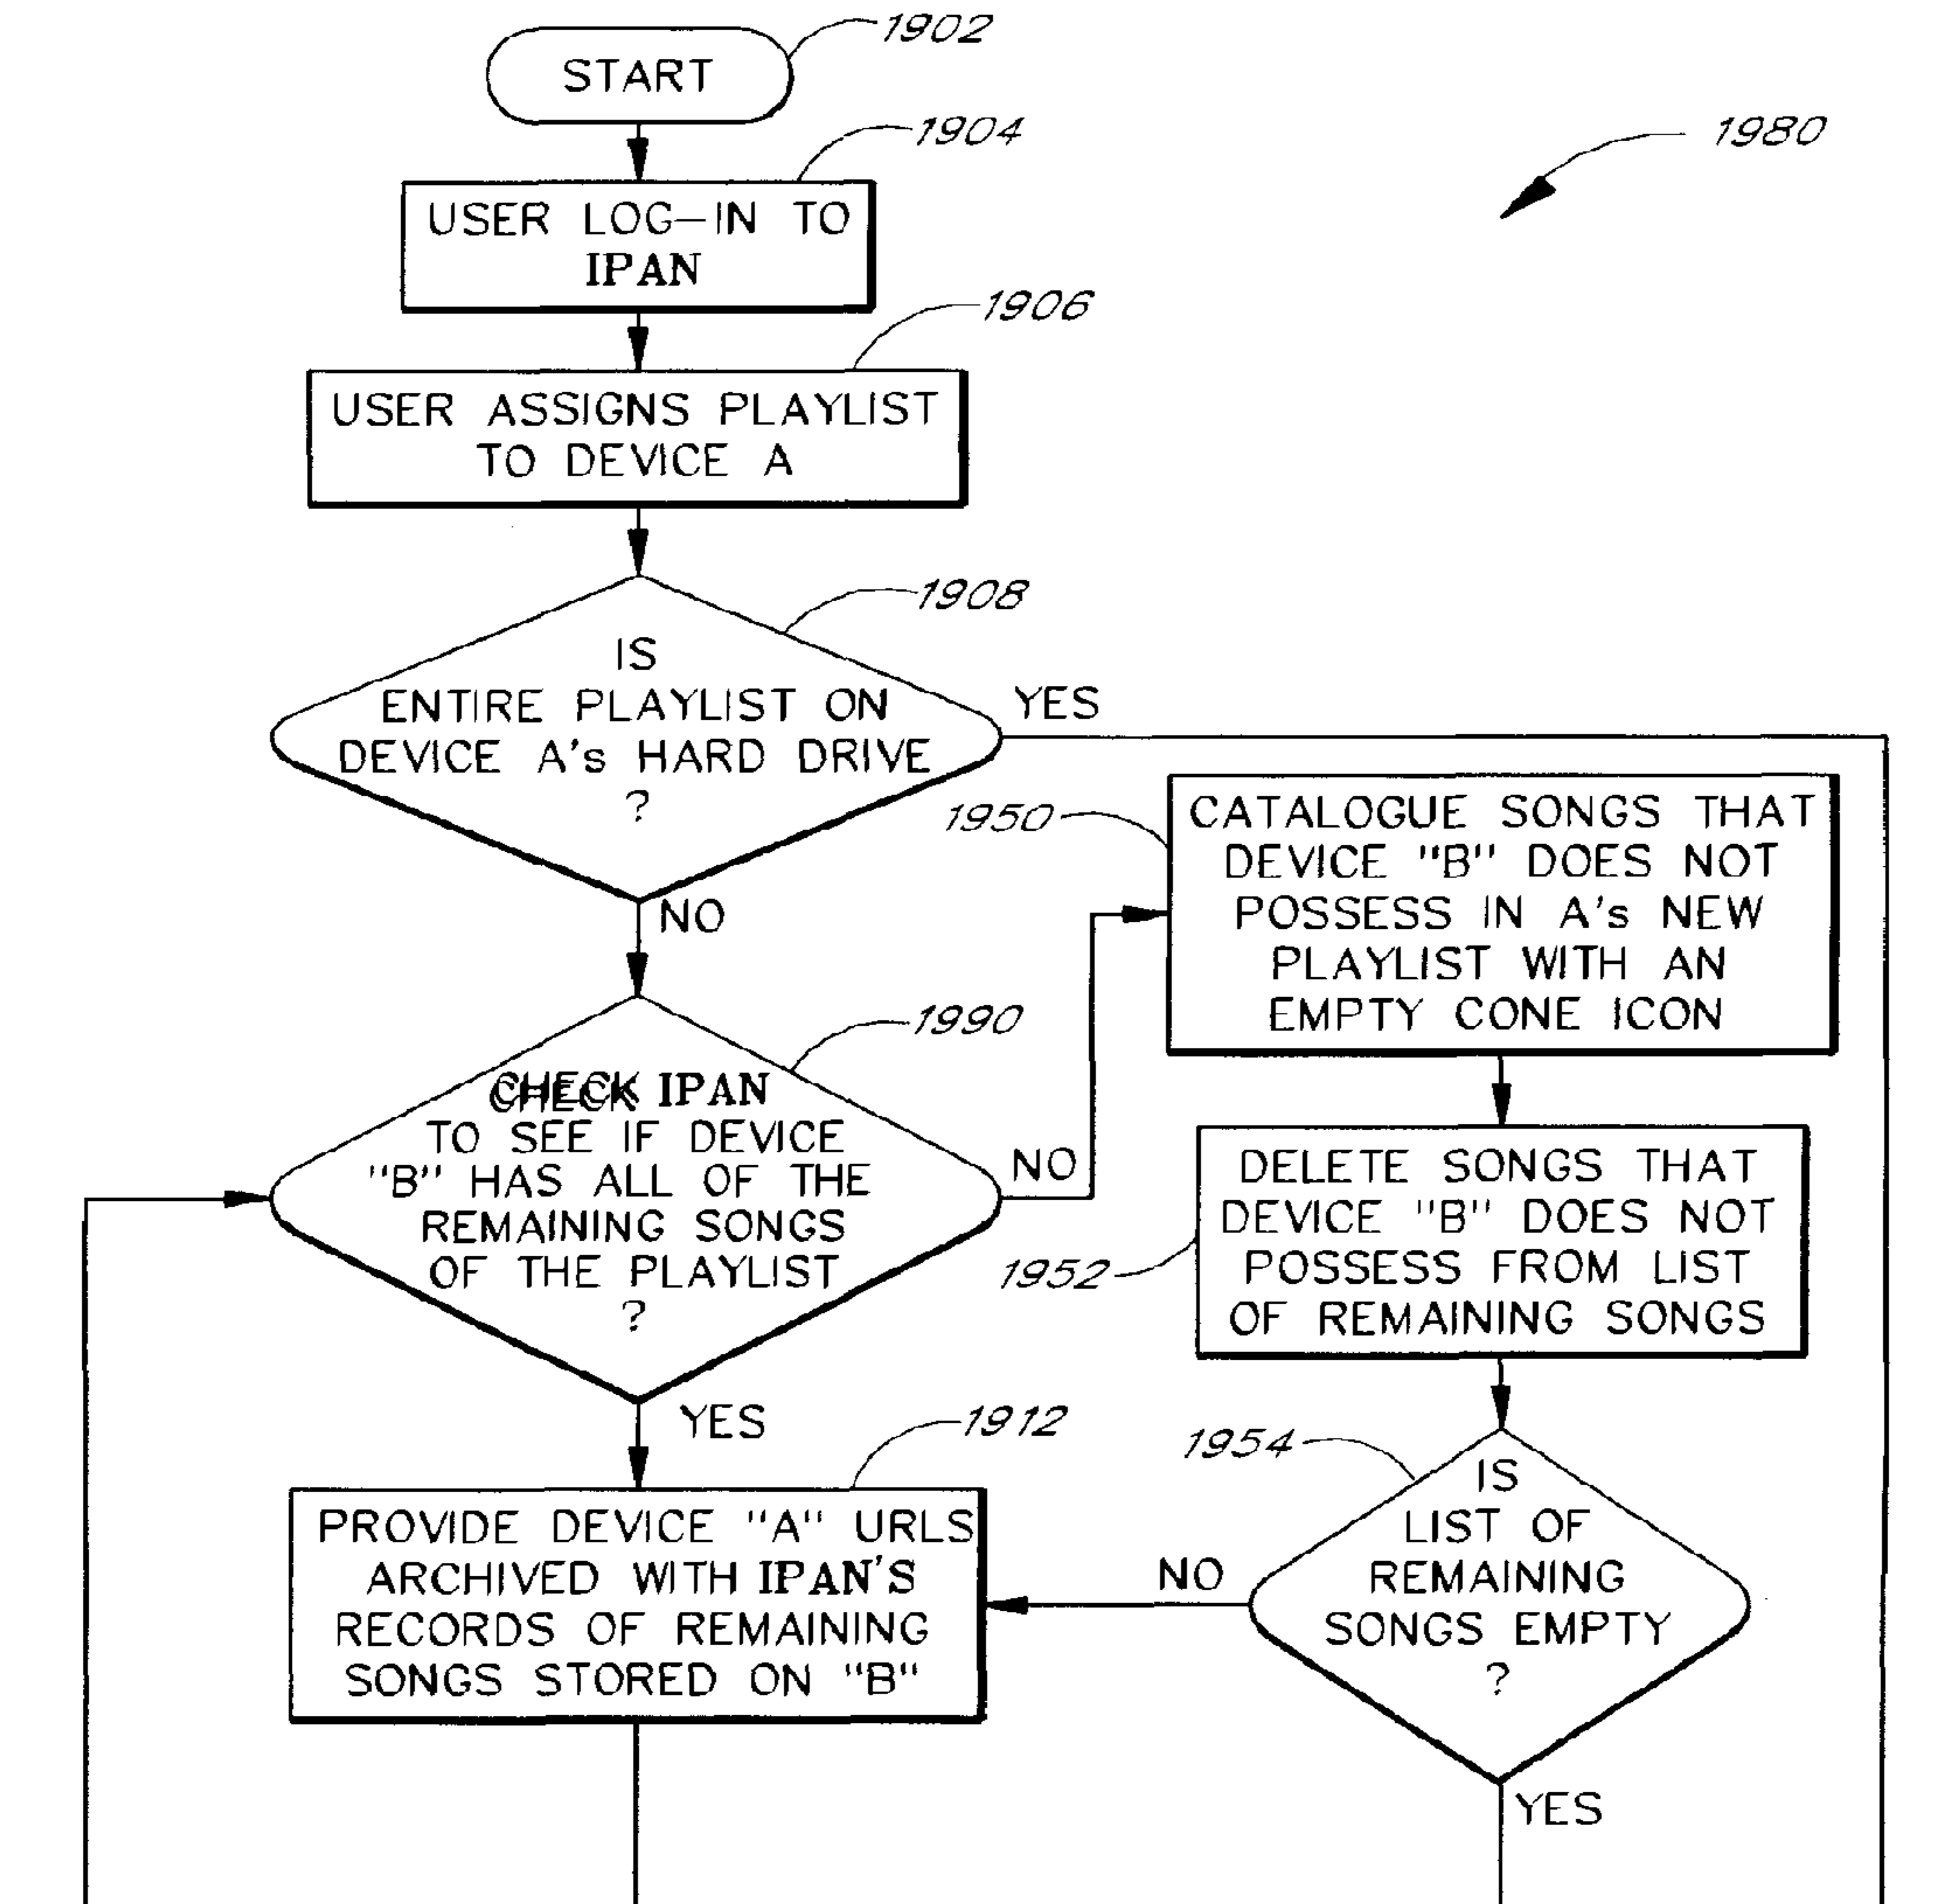 START
1902
1904
USER LOG-IN TO
IPAN
1980
1906
USER ASSIGNS PLAYLIST
TO DEVICE A
1908
IS
ENTIRE PLAYLIST ON
DEVICE A's HARD DRIVE
?
YES
NO
1990
CHECK IPAN
TO SEE IF DEVICE
"B" HAS ALL OF THE
REMAINING SONGS
OF THE PLAYLIST
?
NO
YES
1950
CATALOGUE SONGS THAT
DEVICE "B" DOES NOT
POSSESS IN A's NEW
PLAYLIST WITH AN
EMPTY CONE ICON
1952
DELETE SONGS THAT
DEVICE "B" DOES NOT
POSSESS FROM LIST
OF REMAINING SONGS
1954
IS
LIST OF
REMAINING
SONGS EMPTY
?
NO
YES
1912
PROVIDE DEVICE "A" URLS
ARCHIVED WITH IPAN'S
RECORDS OF REMAINING
SONGS STORED ON "B"